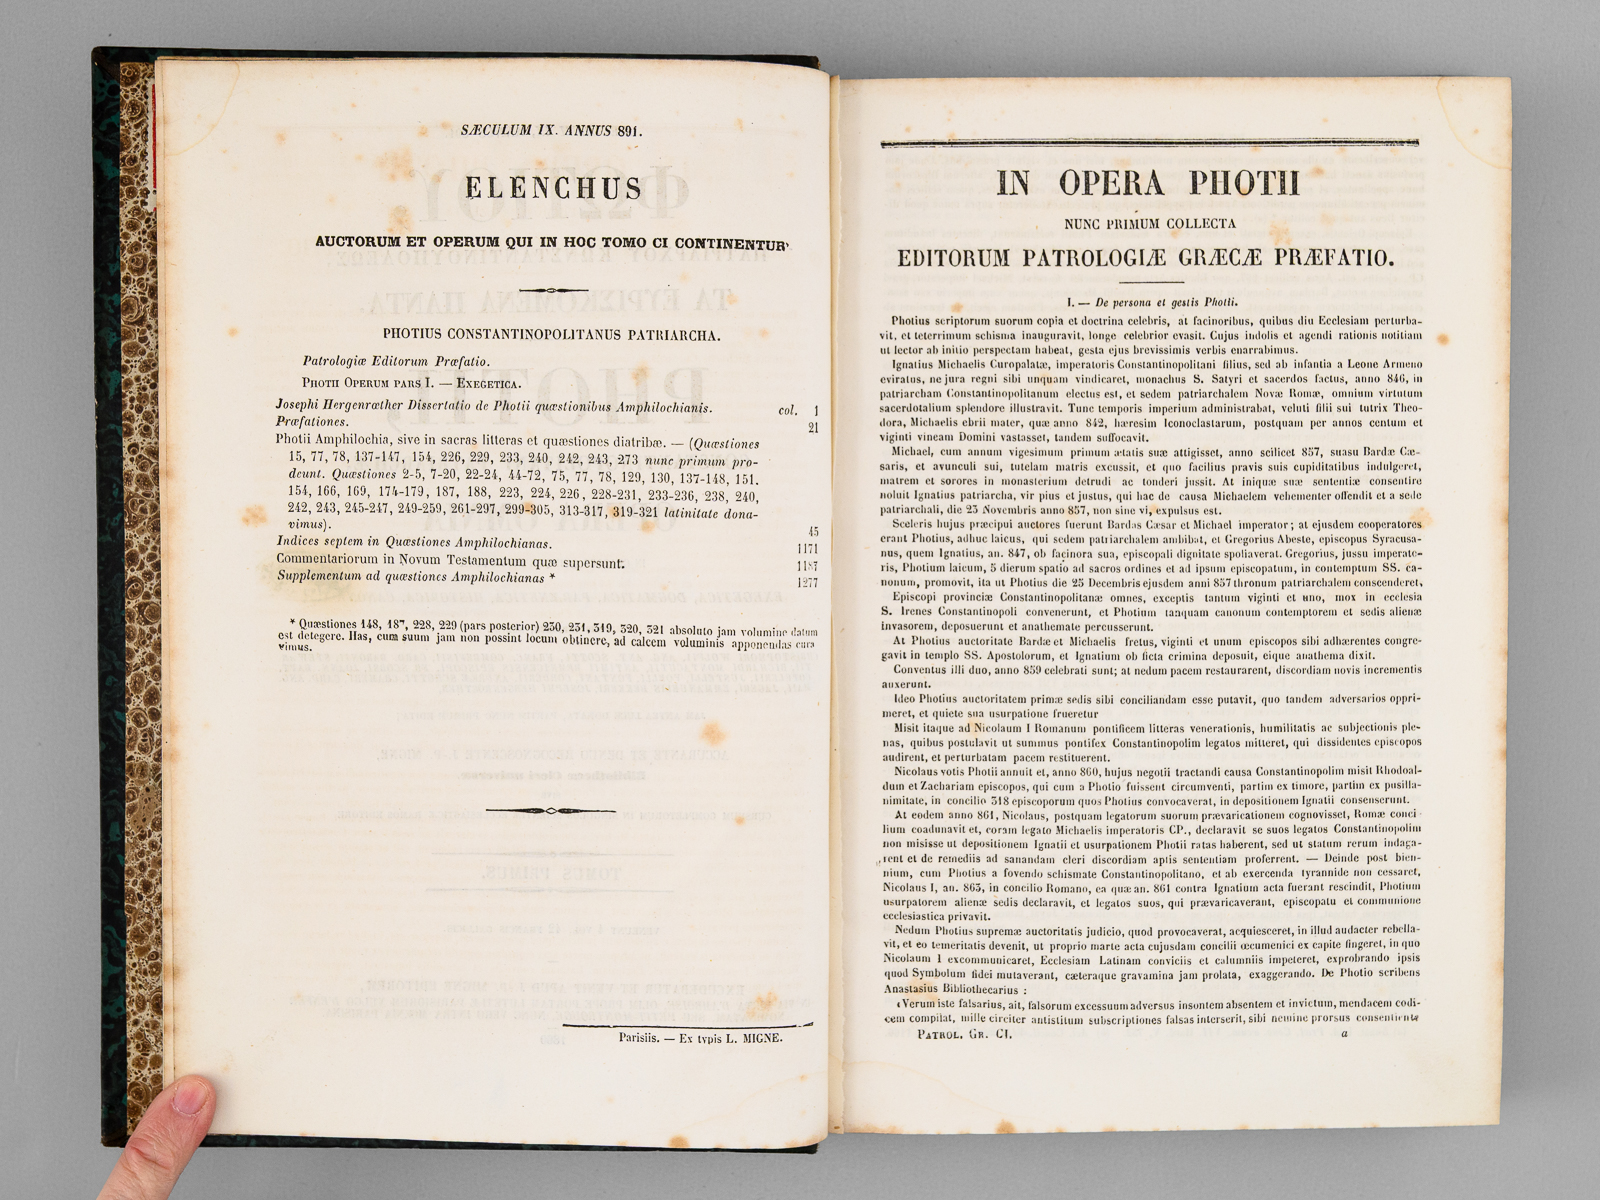 SÆCULUM IX. ANNUS 891.
ELENCHUS
AUCTORUM ET OPERUM QUI IN HOC TOMO CI CONTINENTUR
PHOTIUS CONSTANTINOPOLITANUS PATRIARCHA.
Patrologiæ Editorum Præfatio.
PHOTII OPERUM PARS I. — EXEGETICA.
Josephi Hergenrœther Dissertatio de Photii quæstionibus Amphilochianis. col. 1
Præfationes. 21
Photii Amphilochia, sive in sacras litteras et quæstiones diatribæ. — (Quæstiones
15, 77, 78, 137-147, 154, 226, 229, 233, 240, 242, 243, 273 nunc primum pro-
deunt. Quæstiones 2-5, 7-20, 22-24, 44-72, 75, 77, 78, 129, 130, 137-148, 151.
154, 166, 169, 174-179, 187, 188, 223, 224, 226, 228-231, 233-236, 238, 240,
242, 243, 245-247, 249-259, 261-297, 299-305, 313-317, 319-321 latinitate dona-
vimus). 45
Indices septem in Quæstiones Amphilochianas. 1171
Commentariorum in Novum Testamentum quæ supersunt. 1187
Supplementum ad quæstiones Amphilochianas * 1277
* Quæstiones 148, 187, 228, 229 (pars posterior) 230, 231, 319, 320, 321 absoluto jam volumine datum
est detegere. Has, cum suum jam non possint locum obtinere, ad calcem voluminis apponendas cura
vimus.
Parisiis. — Ex typis L. MIGNE.
IN OPERA PHOTII
NUNC PRIMUM COLLECTA
EDITORUM PATROLOGIÆ GRÆCÆ PRÆFATIO.
I. — De persona et gestis Photii.
Photius scriptorum suorum copia et doctrina celebris, at facinoribus, quibus diu Ecclesiam perturba-
vit, et teterrimum schisma inauguravit, longe celebrior evasit. Cujus indolis et agendi rationis notitiam
ut lector ab initio perspectam habeat, gesta ejus brevissimis verbis enarrabimus.
Ignatius Michaelis Curopalatæ, imperatoris Constantinopolitani filius, sed ab infantia a Leone Armeno
eviratus, ne jura regni sibi unquam vindicaret, monachus S. Satyri et sacerdos factus, anno 846, in
patriarcham Constantinopolitanum electus est, et sedem patriarchalem Novæ Romæ, omnium virtutum
sacerdotalium splendore illustravit. Tunc temporis imperium administrabat, veluti filii sui tutrix Theo-
dora, Michaelis ebrii mater, quæ anno 842, hæresim Iconoclastarum, postquam per annos centum et
viginti vineam Domini vastasset, tandem suffocavit.
Michael, cum annum vigesimum primum ætatis suæ attigisset, anno scilicet 857, suasu Bardæ Cæ-
saris, et avunculi sui, tutelam matris excussit, et quo facilius pravis suis cupiditatibus indulgeret,
matrem et sorores in monasterium detrudi ac tonderi jussit. At iniquæ suæ sententiæ consentire
noluit Ignatius patriarcha, vir pius et justus, qui hac de causa Michaelem vehementer offendit et a sede
patriarchali, die 23 Novembris anno 857, non sine vi, expulsus est.
Sceleris hujus præcipui auctores fuerunt Bardas Cæsar et Michael imperator; at ejusdem cooperatores
erant Photius, adhuc laicus, qui sedem patriarchalem ambibat, et Gregorius Abeste, episcopus Syracusa-
nus, quem Ignatius, an. 847, ob facinora sua, episcopali dignitate spoliaverat. Gregorius, jussu imperato-
ris, Photium laicum, 5 dierum spatio ad sacros ordines et ad ipsum episcopatum, in contemptum SS. ca-
nonum, promovit, ita ut Photius die 25 Decembris ejusdem anni 857 thronum patriarchalem conscenderet,
Episcopi provinciæ Constantinopolitanæ omnes, exceptis tantum viginti et uno, mox in ecclesia
S. Irenes Constantinopoli convenerunt, et Photium tanquam canonum contemptorem et sedis alienæ
invasorem, deposuerunt et anathemate percusserunt.
At Photius auctoritate Bardæ et Michaelis fretus, viginti et unum episcopos sibi adhærentes congre-
gavit in templo SS. Apostolorum, et Ignatium ob ficta crimina deposuit, eique anathema dixit.
Conventus illi duo, anno 859 celebrati sunt; at nedum pacem restaurarent, discordiam novis incrementis
auxerunt.
Ideo Photius auctoritatem primæ sedis sibi conciliandam esse putavit, quo tandem adversarios oppri-
meret, et quiete sua usurpatione frueretur
Misit itaque ad Nicolaum I Romanum pontificem litteras venerationis, humilitatis ac subjectionis ple-
nas, quibus postulavit ut summus pontifex Constantinopolim legatos mitteret, qui dissidentes episcopos
audirent, et perturbatam pacem restituerent.
Nicolaus votis Photii annuit et, anno 860, hujus negotii tractandi causa Constantinopolim misit Rhodoal-
dum et Zachariam episcopos, qui cum a Photio fuissent circumventi, partim ex timore, partim ex pusilla-
nimitate, in concilio 318 episcoporum quos Photius convocaverat, in depositionem Ignatii consenserunt.
At eodem anno 861, Nicolaus, postquam legatorum suorum prævaricationem cognovisset, Romæ conci
lium coadunavit et, coram legato Michaelis imperatoris CP., declaravit se suos legatos Constantinopolim
non misisse ut depositionem Ignatii et usurpationem Photii ratas haberent, sed ut statum rerum indaga-
rent et de remediis ad sanandam cleri discordiam aptis sententiam proferrent. — Deinde post bien-
nium, cum Photius a fovendo schismate Constantinopolitano, et ab exercenda tyrannide non cessaret,
Nicolaus I, an. 863, in concilio Romano, ea quæ an. 861 contra Ignatium acta fuerant rescindit, Photium
usurpatorem alienæ sedis declaravit, et legatos suos, qui prævaricaverant, episcopatu et communione
ecclesiastica privavit.
Nedum Photius supremæ auctoritatis judicio, quod provocaverat, acquiesceret, in illud audacter rebella-
vit, et eo temeritatis devenit, ut proprio marte acta cujusdam concilii œcumenici ex capite fingeret, in quo
Nicolaum I excommunicaret, Ecclesiam Latinam conviciis et calumniis impeteret, exprobrando ipsis
quod Symbolum fidei mutaverant, cæteraque gravamina jam prolata, exaggerando. De Photio scribens
Anastasius Bibliothecarius :
‹ Verum iste falsarius, ait, falsorum excessuum adversus insontem absentem et invictum, mendacem codi-
cem compilat, mille circiter antistitum subscriptiones falsas interserit, sibi nemine prorsus consentiente
PATROL. GR. CI. a